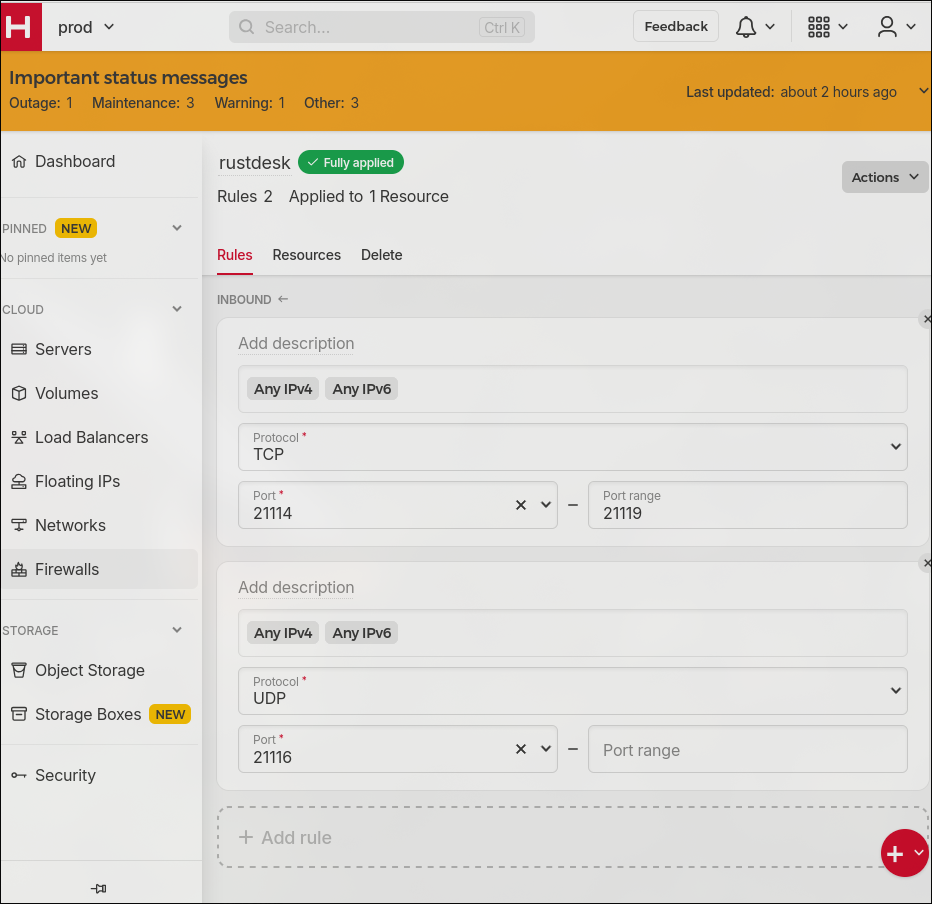 H prod Search... Ctrl K Feedback
Important status messages
Outage: 1 Maintenance: 3 Warning: 1 Other: 3
Last updated: about 2 hours ago
Dashboard
PINNED NEW
No pinned items yet
CLOUD
Servers
Volumes
Load Balancers
Floating IPs
Networks
Firewalls
STORAGE
Object Storage
Storage Boxes NEW
Security
rustdesk Fully applied
Rules 2 Applied to 1 Resource
Actions
Rules Resources Delete
INBOUND
Add description
Any IPv4 Any IPv6
Protocol *
TCP
Port * Port range
21114 – 21119
Add description
Any IPv4 Any IPv6
Protocol *
UDP
Port *
21116 – Port range
+ Add rule